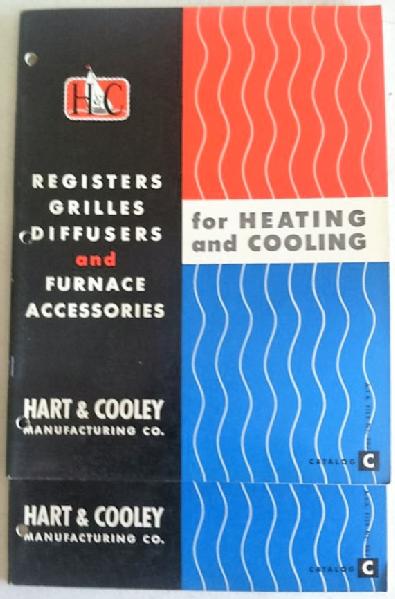 H&C
REGISTERS
GRILLES
DIFFUSERS
and
FURNACE
ACCESSORIES
for HEATING
and COOLING
HART & COOLEY
MANUFACTURING CO.
CATALOG C
HART & COOLEY
MANUFACTURING CO.
CATALOG C